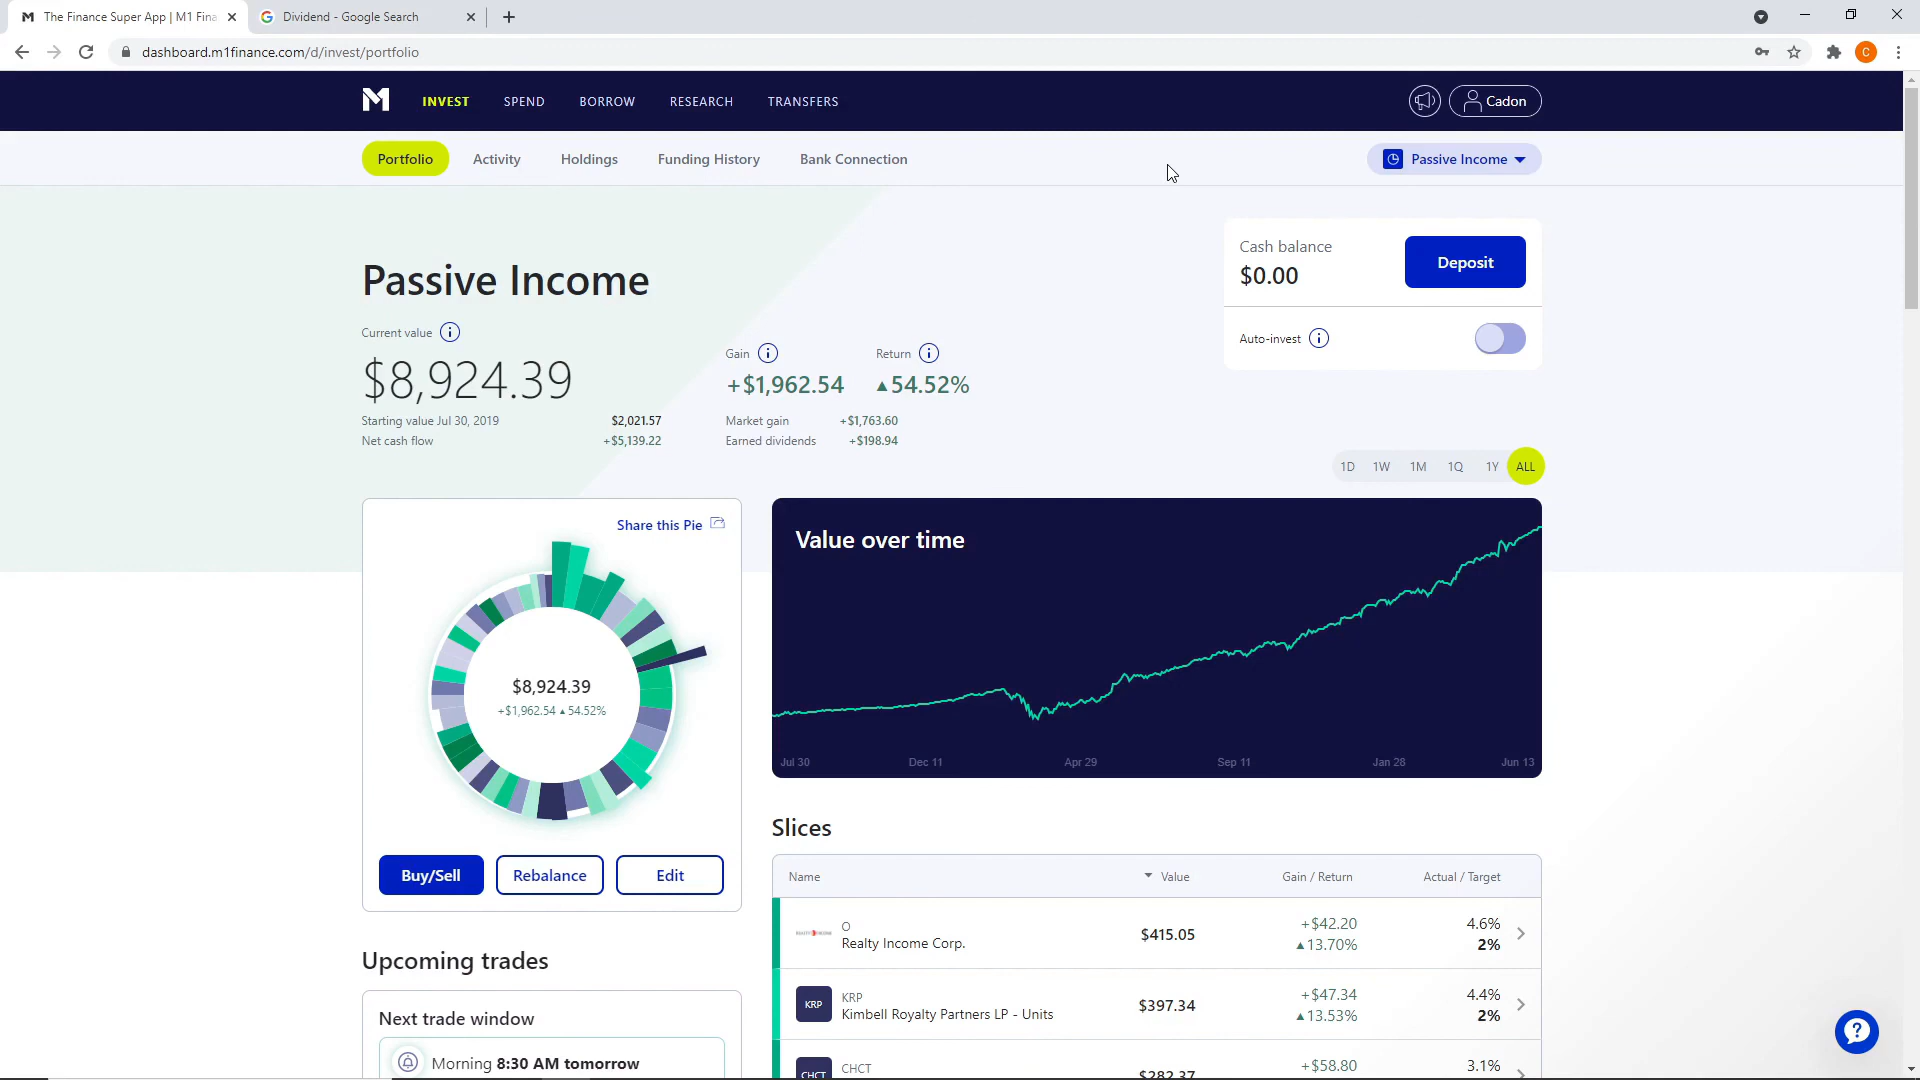 The Finance Super App | M1 Fina
Dividend - Google Search
dashboard.m1finance.com/d/invest/portfolio
C
INVEST
SPEND
BORROW
RESEARCH
TRANSFERS
Cadon
Portfolio
Activity
Holdings
Funding History
Bank Connection
Passive Income
Cash balance
$0.00
Deposit
Auto-invest
Passive Income
Current value
$8,924.39
Starting value Jul 30, 2019 $2,021.57
Net cash flow +$5,139.22
Gain
+$1,962.54
Return
54.52%
Market gain +$1,763.60
Earned dividends +$198.94
1D 1W 1M 1Q 1Y ALL
Share this Pie
$8,924.39
+$1,962.54 ▲ 54.52%
Buy/Sell
Rebalance
Edit
Value over time
Jul 30 Dec 11 Apr 29 Sep 11 Jan 28 Jun 13
Slices
Name Value Gain / Return Actual / Target
O
Realty Income Corp.
$415.05
+$42.20
▲13.70%
4.6%
2%
KRP
KRP
Kimbell Royalty Partners LP - Units
$397.34
+$47.34
▲13.53%
4.4%
2%
CHCT
CHCT
$282.37
+$58.80
3.1%
Upcoming trades
Next trade window
Morning 8:30 AM tomorrow